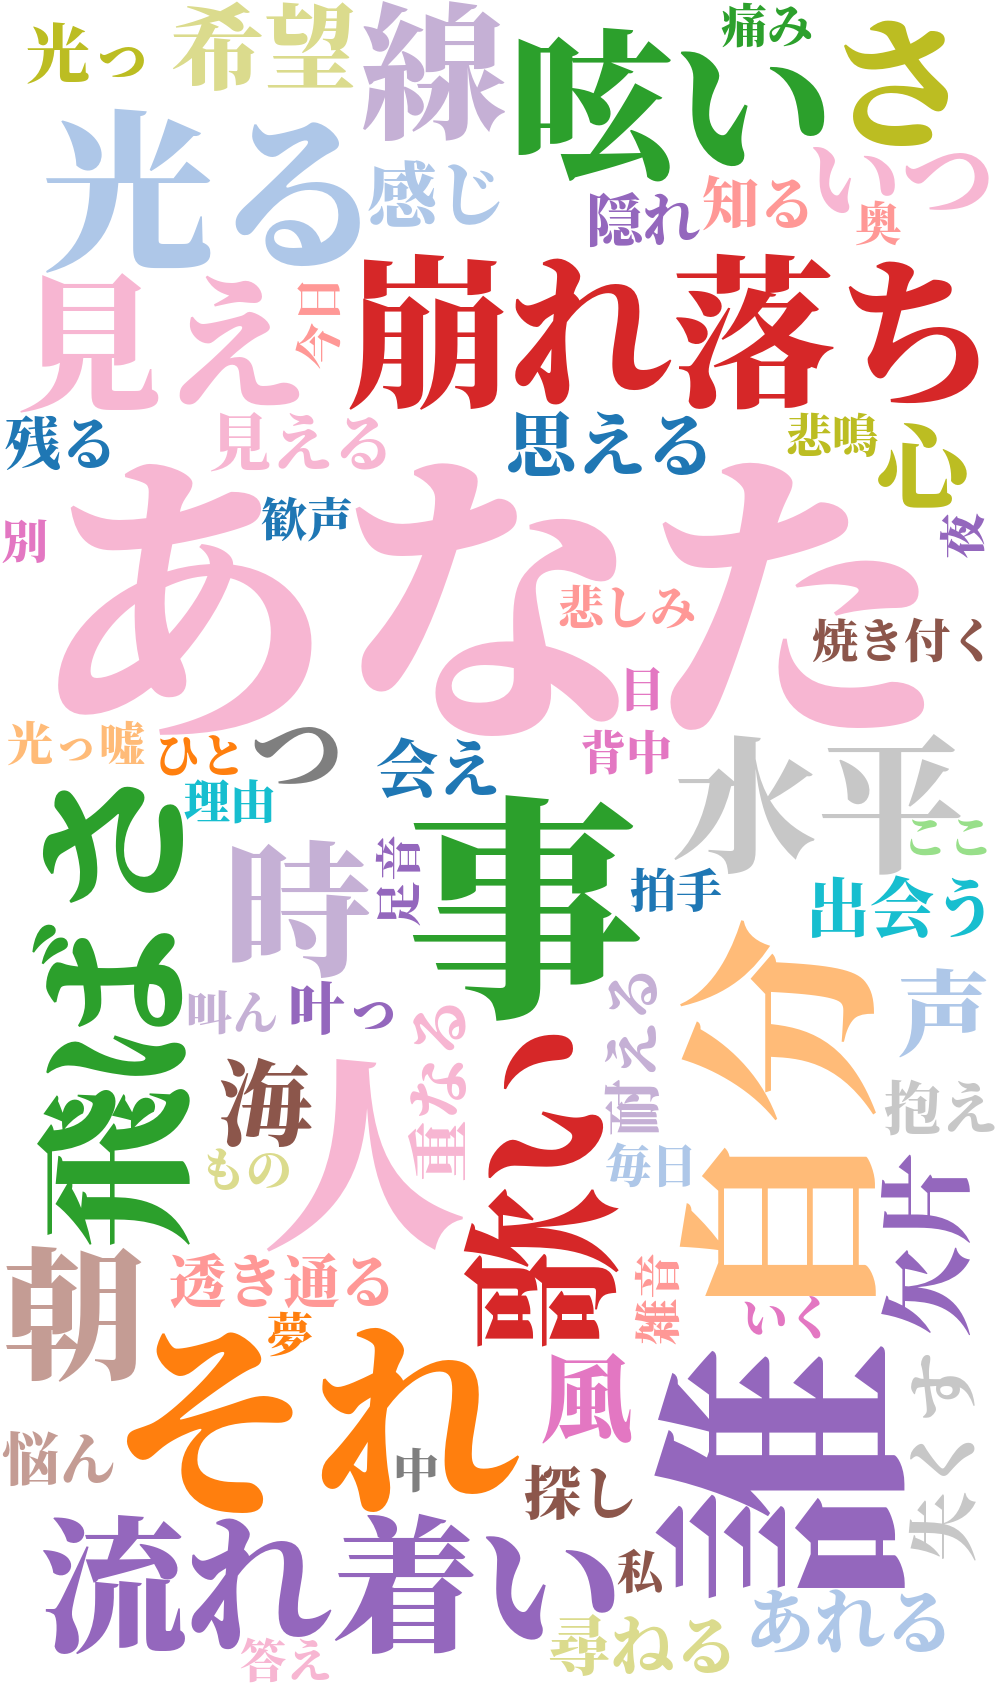 光っ
希望
線
呟い
痛み
さ
光る
感じ
隠れ
知る
いつ
奥
見え
今日
崩れ落ち
残る
見える
思える
悲鳴
心
別
歓声
夜
あなた
悲しみ
焼き付く
目
光っ嘘
ひと
っ
会え
背中
水平
理由
ここ
飛ばさ
時
足音
事
拍手
出会う
叫ん
叶っ
重なる
耐える
自分
声
海
人
歌い
抱え
もの
毎日
欠片
朝
透き通る
雑音
いく
夢
それ
風
誰
失くす
悩ん
中
探し
流れ着い
私
尋ねる
あれる
答え